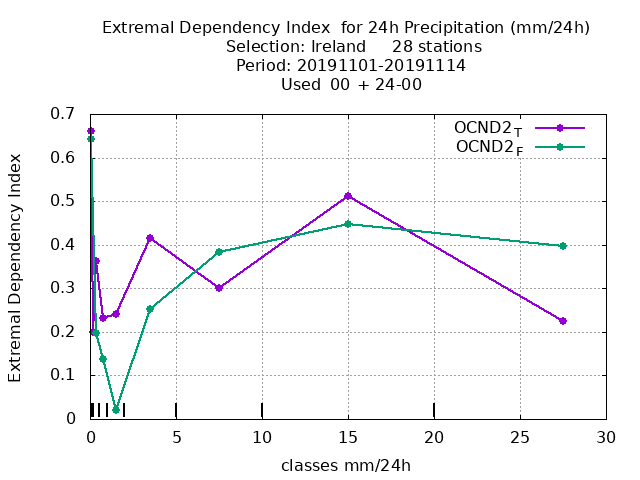 Extremal Dependency Index  for 24h Precipitation (mm/24h)
Selection: Ireland     28 stations
Period: 20191101-20191114
Used  00 + 24-00
OCND2T
OCND2F
Extremal Dependency Index
0.7
0.6
0.5
0.4
0.3
0.2
0.1
0
0 5 10 15 20 25 30
classes mm/24h